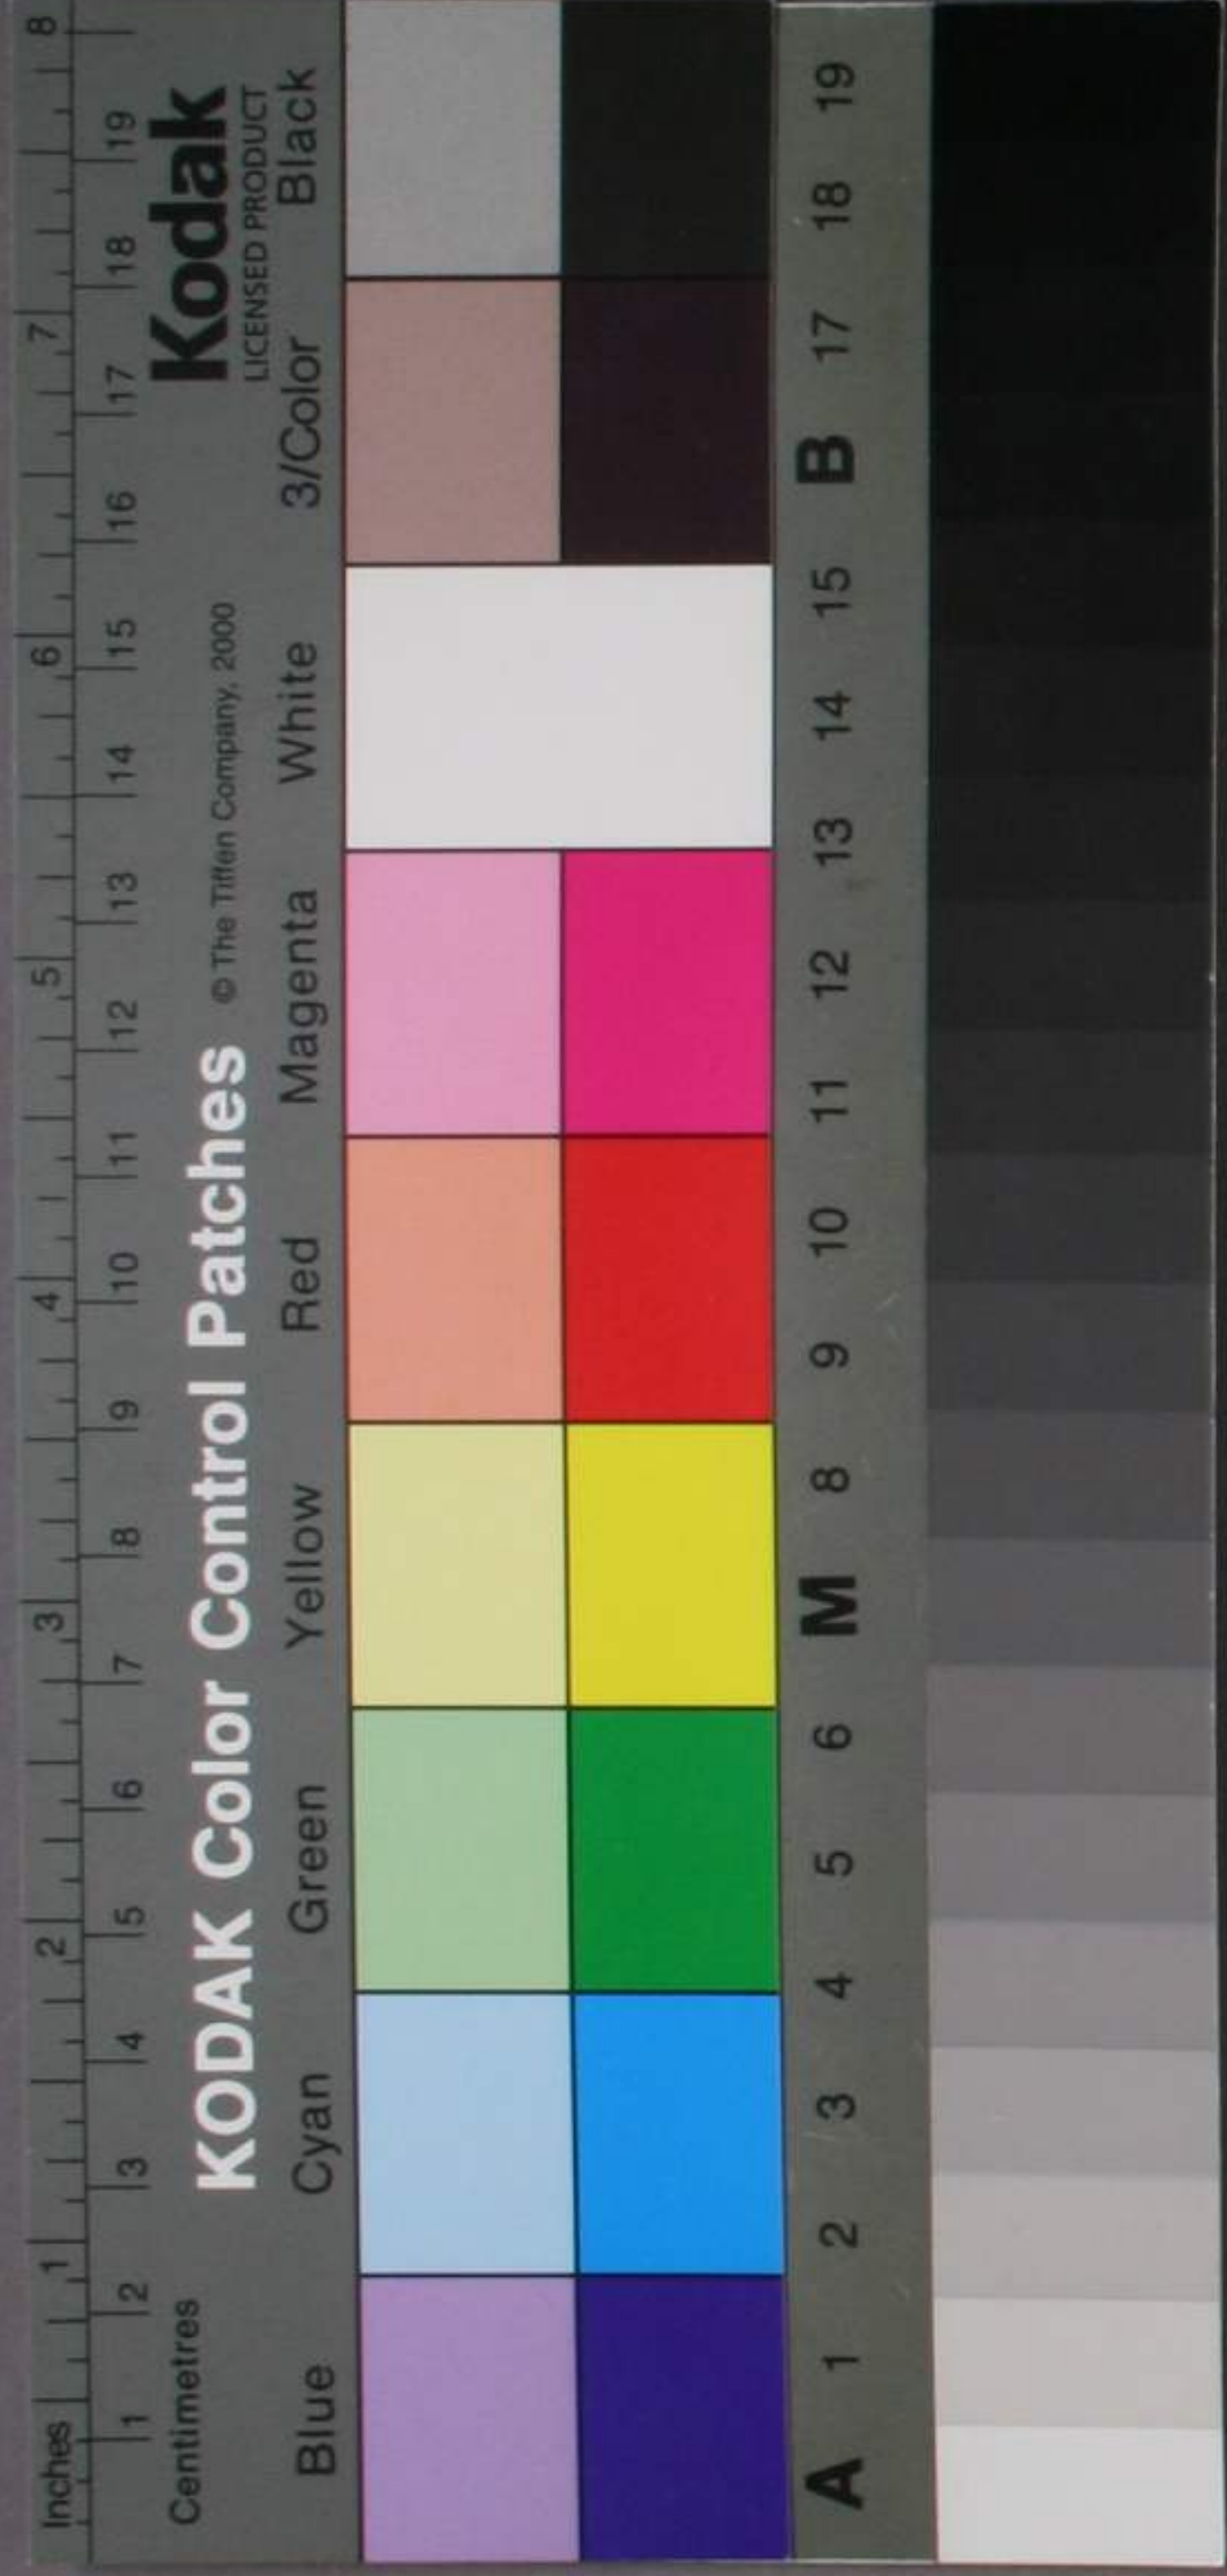 Inches 1 2 3 4 5 6 7 8
1 2 3 4 5 6 7 8 9 10 11 12 13 14 15 16 17 18 19
Centimetres
KODAK Color Control Patches © The Tiffen Company, 2000
Kodak
LICENSED PRODUCT
Blue Cyan Green Yellow Red Magenta White 3/Color Black
A 1 2 3 4 5 6 M 8 9 10 11 12 13 14 15 B 17 18 19